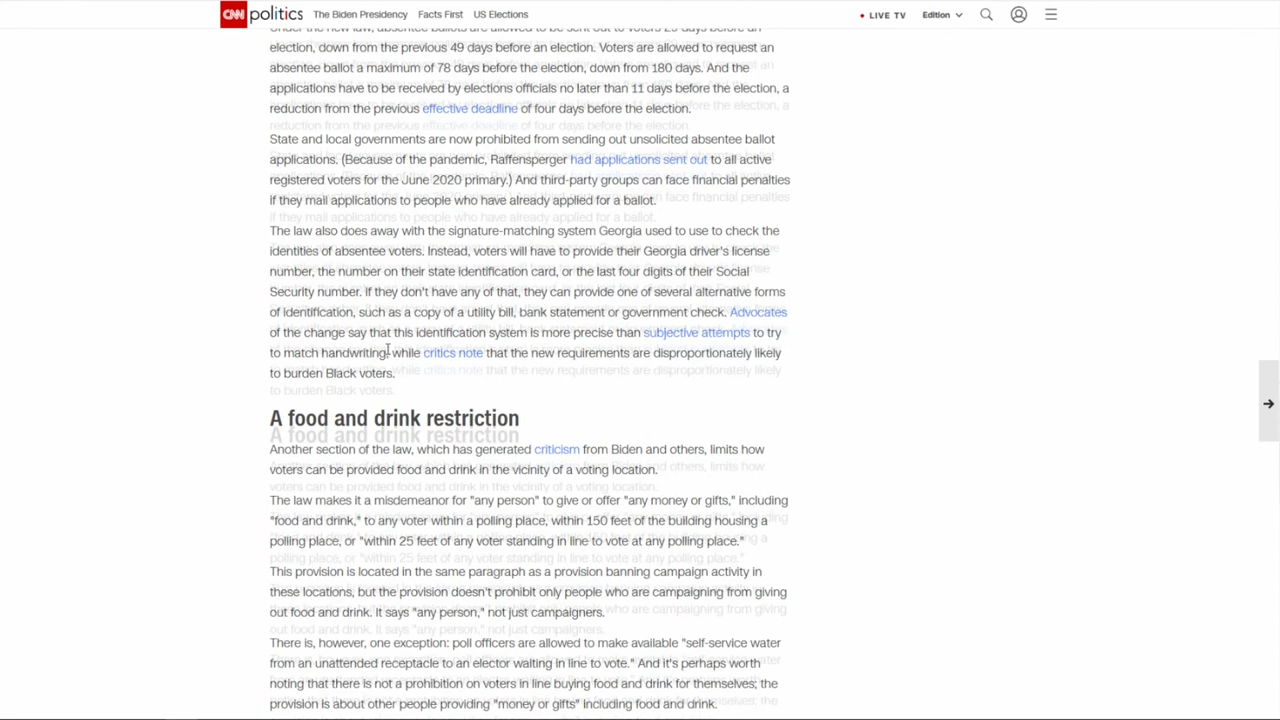 CNN politics The Biden Presidency Facts First US Elections LIVE TV Edition
Under the new law, absentee ballots are allowed to be sent out to voters 29 days before an
election, down from the previous 49 days before an election. Voters are allowed to request an
absentee ballot a maximum of 78 days before the election, down from 180 days. And the
applications have to be received by elections officials no later than 11 days before the election, a
reduction from the previous effective deadline of four days before the election.
State and local governments are now prohibited from sending out unsolicited absentee ballot
applications. (Because of the pandemic, Raffensperger had applications sent out to all active
registered voters for the June 2020 primary.) And third-party groups can face financial penalties
if they mail applications to people who have already applied for a ballot.
The law also does away with the signature-matching system Georgia used to use to check the
identities of absentee voters. Instead, voters will have to provide their Georgia driver's license
number, the number on their state identification card, or the last four digits of their Social
Security number. If they don't have any of that, they can provide one of several alternative forms
of identification, such as a copy of a utility bill, bank statement or government check. Advocates
of the change say that this identification system is more precise than subjective attempts to try
to match handwriting, while critics note that the new requirements are disproportionately likely
to burden Black voters.
A food and drink restriction
Another section of the law, which has generated criticism from Biden and others, limits how
voters can be provided food and drink in the vicinity of a voting location.
The law makes it a misdemeanor for "any person" to give or offer "any money or gifts," including
"food and drink," to any voter within a polling place, within 150 feet of the building housing a
polling place, or "within 25 feet of any voter standing in line to vote at any polling place."
This provision is located in the same paragraph as a provision banning campaign activity in
these locations, but the provision doesn't prohibit only people who are campaigning from giving
out food and drink. It says "any person," not just campaigners.
There is, however, one exception: poll officers are allowed to make available "self-service water
from an unattended receptacle to an elector waiting in line to vote." And it's perhaps worth
noting that there is not a prohibition on voters in line buying food and drink for themselves; the
provision is about other people providing "money or gifts" including food and drink.